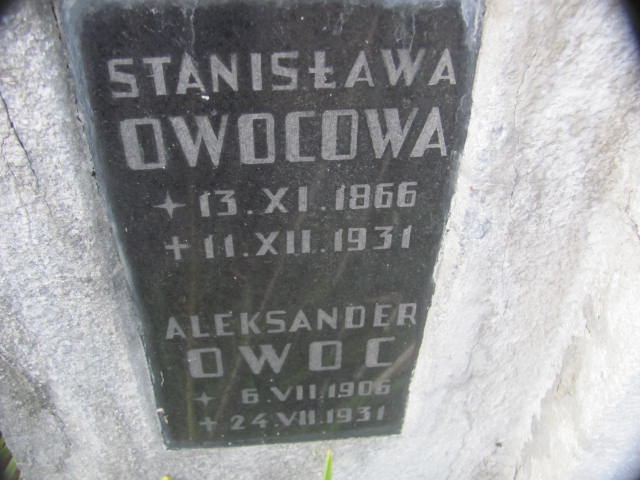 STANISŁAWA
OWOCOWA
✦ 13.XI.1866
+ 11.XII.1931
ALEKSANDER
OWOC
✦ 6.VII.1906
+ 24.VII.1931